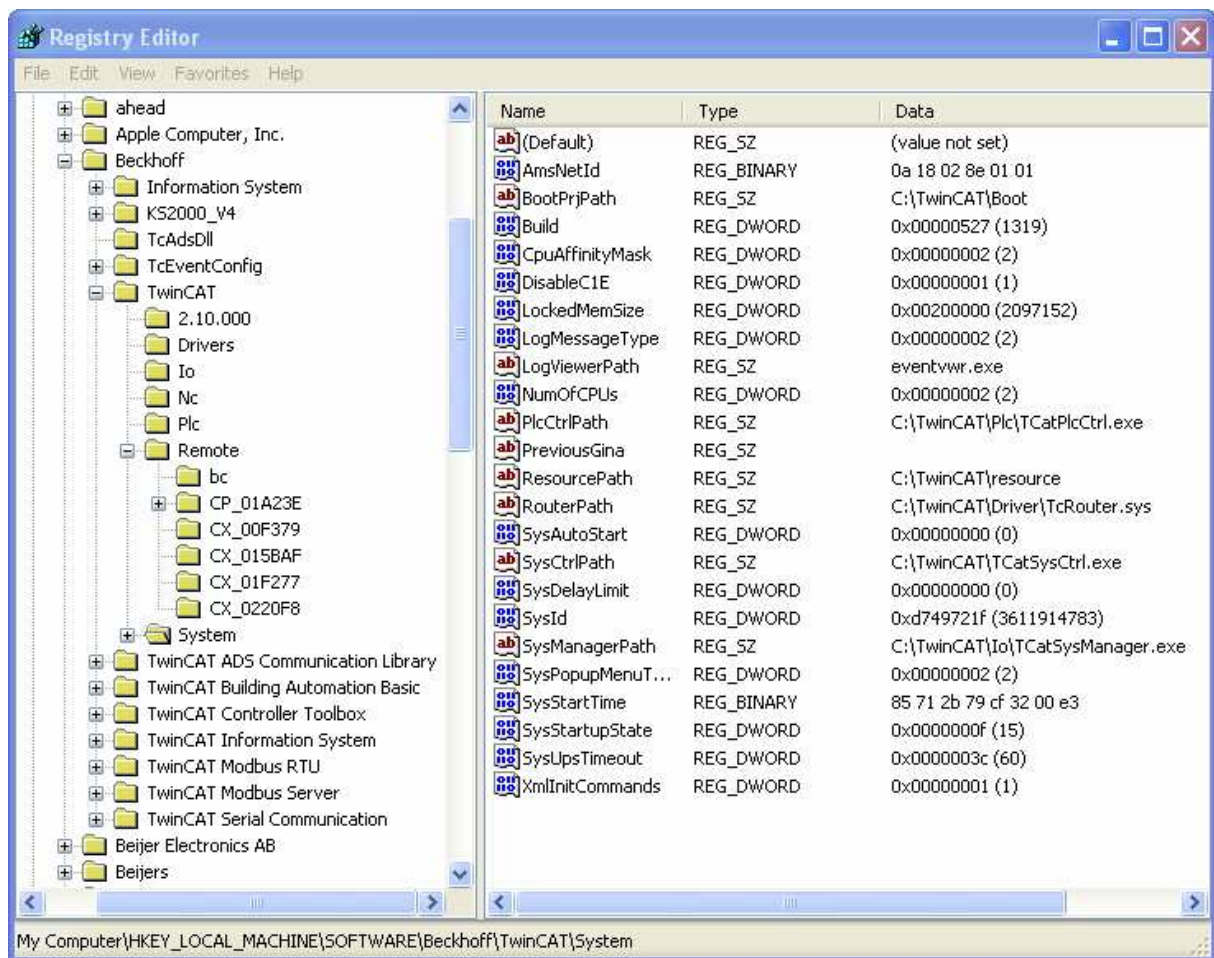 Registry Editor
File Edit View Favorites Help
ahead
Apple Computer, Inc.
Beckhoff
Information System
KS2000_V4
TcAdsDll
TcEventConfig
TwinCAT
2.10.000
Drivers
Io
Nc
Plc
Remote
bc
CP_01A23E
CX_00F379
CX_015BAF
CX_01F277
CX_0220F8
System
TwinCAT ADS Communication Library
TwinCAT Building Automation Basic
TwinCAT Controller Toolbox
TwinCAT Information System
TwinCAT Modbus RTU
TwinCAT Modbus Server
TwinCAT Serial Communication
Beijer Electronics AB
Beijers
Name Type Data
(Default) REG_SZ (value not set)
AmsNetId REG_BINARY 0a 18 02 8e 01 01
BootPrjPath REG_SZ C:\TwinCAT\Boot
Build REG_DWORD 0x00000527 (1319)
CpuAffinityMask REG_DWORD 0x00000002 (2)
DisableC1E REG_DWORD 0x00000001 (1)
LockedMemSize REG_DWORD 0x00200000 (2097152)
LogMessageType REG_DWORD 0x00000002 (2)
LogViewerPath REG_SZ eventvwr.exe
NumOfCPUs REG_DWORD 0x00000002 (2)
PlcCtrlPath REG_SZ C:\TwinCAT\Plc\TCatPlcCtrl.exe
PreviousGina REG_SZ
ResourcePath REG_SZ C:\TwinCAT\resource
RouterPath REG_SZ C:\TwinCAT\Driver\TcRouter.sys
SysAutoStart REG_DWORD 0x00000000 (0)
SysCtrlPath REG_SZ C:\TwinCAT\TCatSysCtrl.exe
SysDelayLimit REG_DWORD 0x00000000 (0)
SysId REG_DWORD 0xd749721f (3611914783)
SysManagerPath REG_SZ C:\TwinCAT\Io\TCatSysManager.exe
SysPopupMenuT... REG_DWORD 0x00000002 (2)
SysStartTime REG_BINARY 85 71 2b 79 cf 32 00 e3
SysStartupState REG_DWORD 0x0000000f (15)
SysUpsTimeout REG_DWORD 0x0000003c (60)
XmlInitCommands REG_DWORD 0x00000001 (1)
My Computer\HKEY_LOCAL_MACHINE\SOFTWARE\Beckhoff\TwinCAT\System